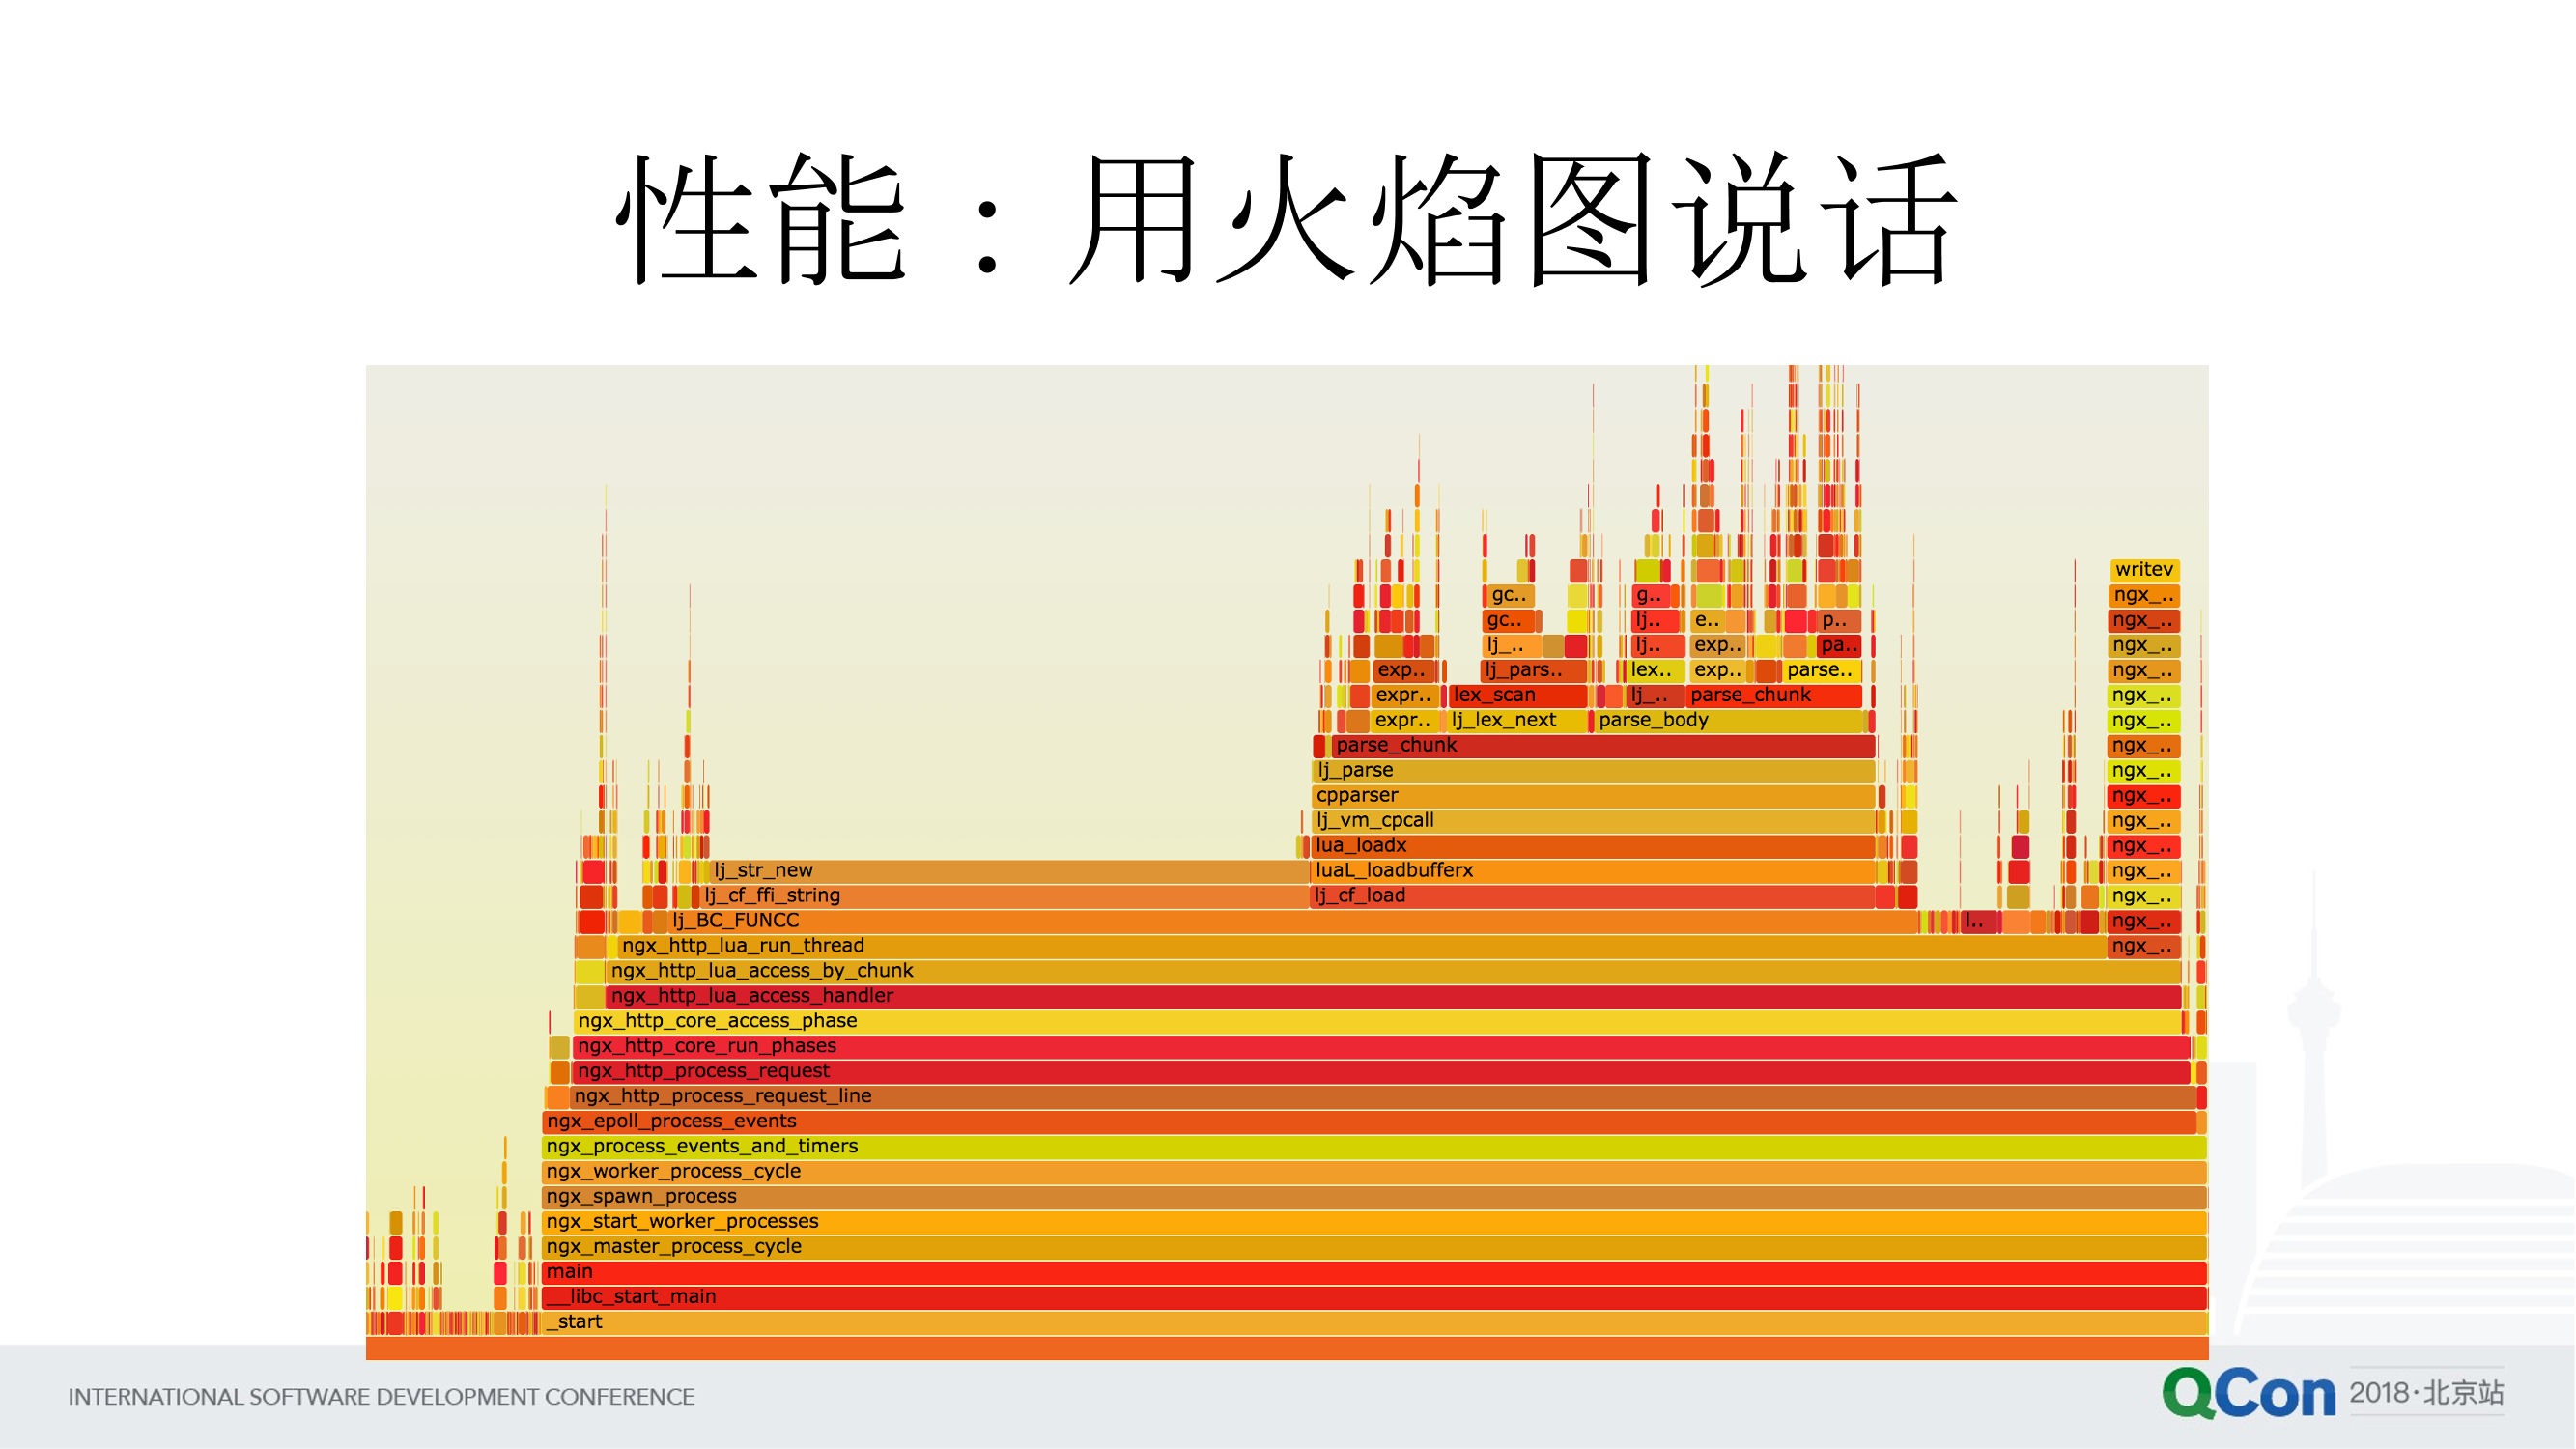 性能：用火焰图说话
writev
gc.. g.. ngx_..
gc.. lj.. e.. p.. ngx_..
lj_.. lj.. exp.. pa.. ngx_..
exp.. lj_pars.. lex.. exp.. parse.. ngx_..
expr.. lex_scan lj_.. parse_chunk ngx_..
expr.. lj_lex_next parse_body ngx_..
parse_chunk ngx_..
lj_parse ngx_..
cpparser ngx_..
lj_vm_cpcall ngx_..
lua_loadx ngx_..
lj_str_new luaL_loadbufferx ngx_..
lj_cf_ffi_string lj_cf_load ngx_..
lj_BC_FUNCC l.. ngx_..
ngx_http_lua_run_thread ngx_..
ngx_http_lua_access_by_chunk
ngx_http_lua_access_handler
ngx_http_core_access_phase
ngx_http_core_run_phases
ngx_http_process_request
ngx_http_process_request_line
ngx_epoll_process_events
ngx_process_events_and_timers
ngx_worker_process_cycle
ngx_spawn_process
ngx_start_worker_processes
ngx_master_process_cycle
main
__libc_start_main
_start
INTERNATIONAL SOFTWARE DEVELOPMENT CONFERENCE
QCon 2018·北京站